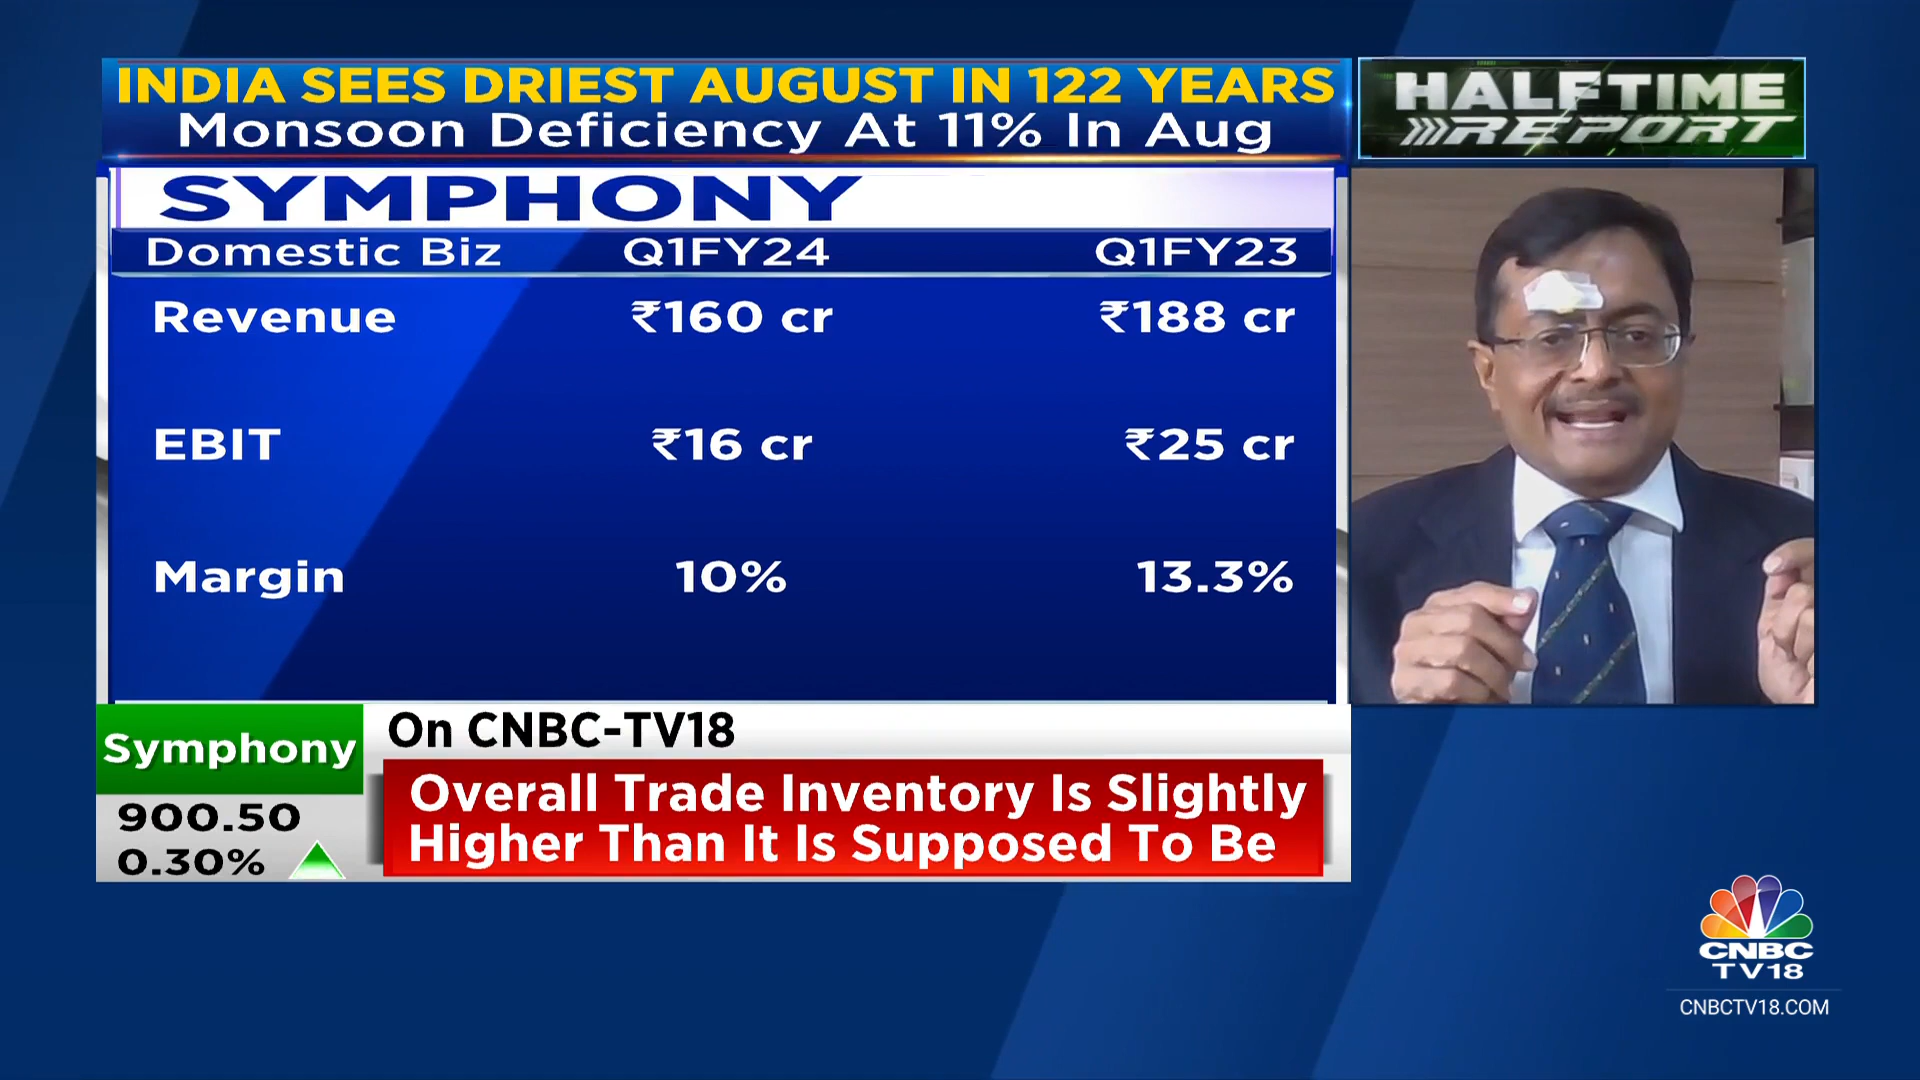 INDIA SEES DRIEST AUGUST IN 122 YEARS
Monsoon Deficiency At 11% In Aug
HALFTIME
REPORT
SYMPHONY
Domestic Biz Q1FY24 Q1FY23
Revenue ₹160 cr ₹188 cr
EBIT ₹16 cr ₹25 cr
Margin 10% 13.3%
Symphony
900.50
0.30%
On CNBC-TV18
Overall Trade Inventory Is Slightly
Higher Than It Is Supposed To Be
CNBC
TV18
CNBCTV18.COM